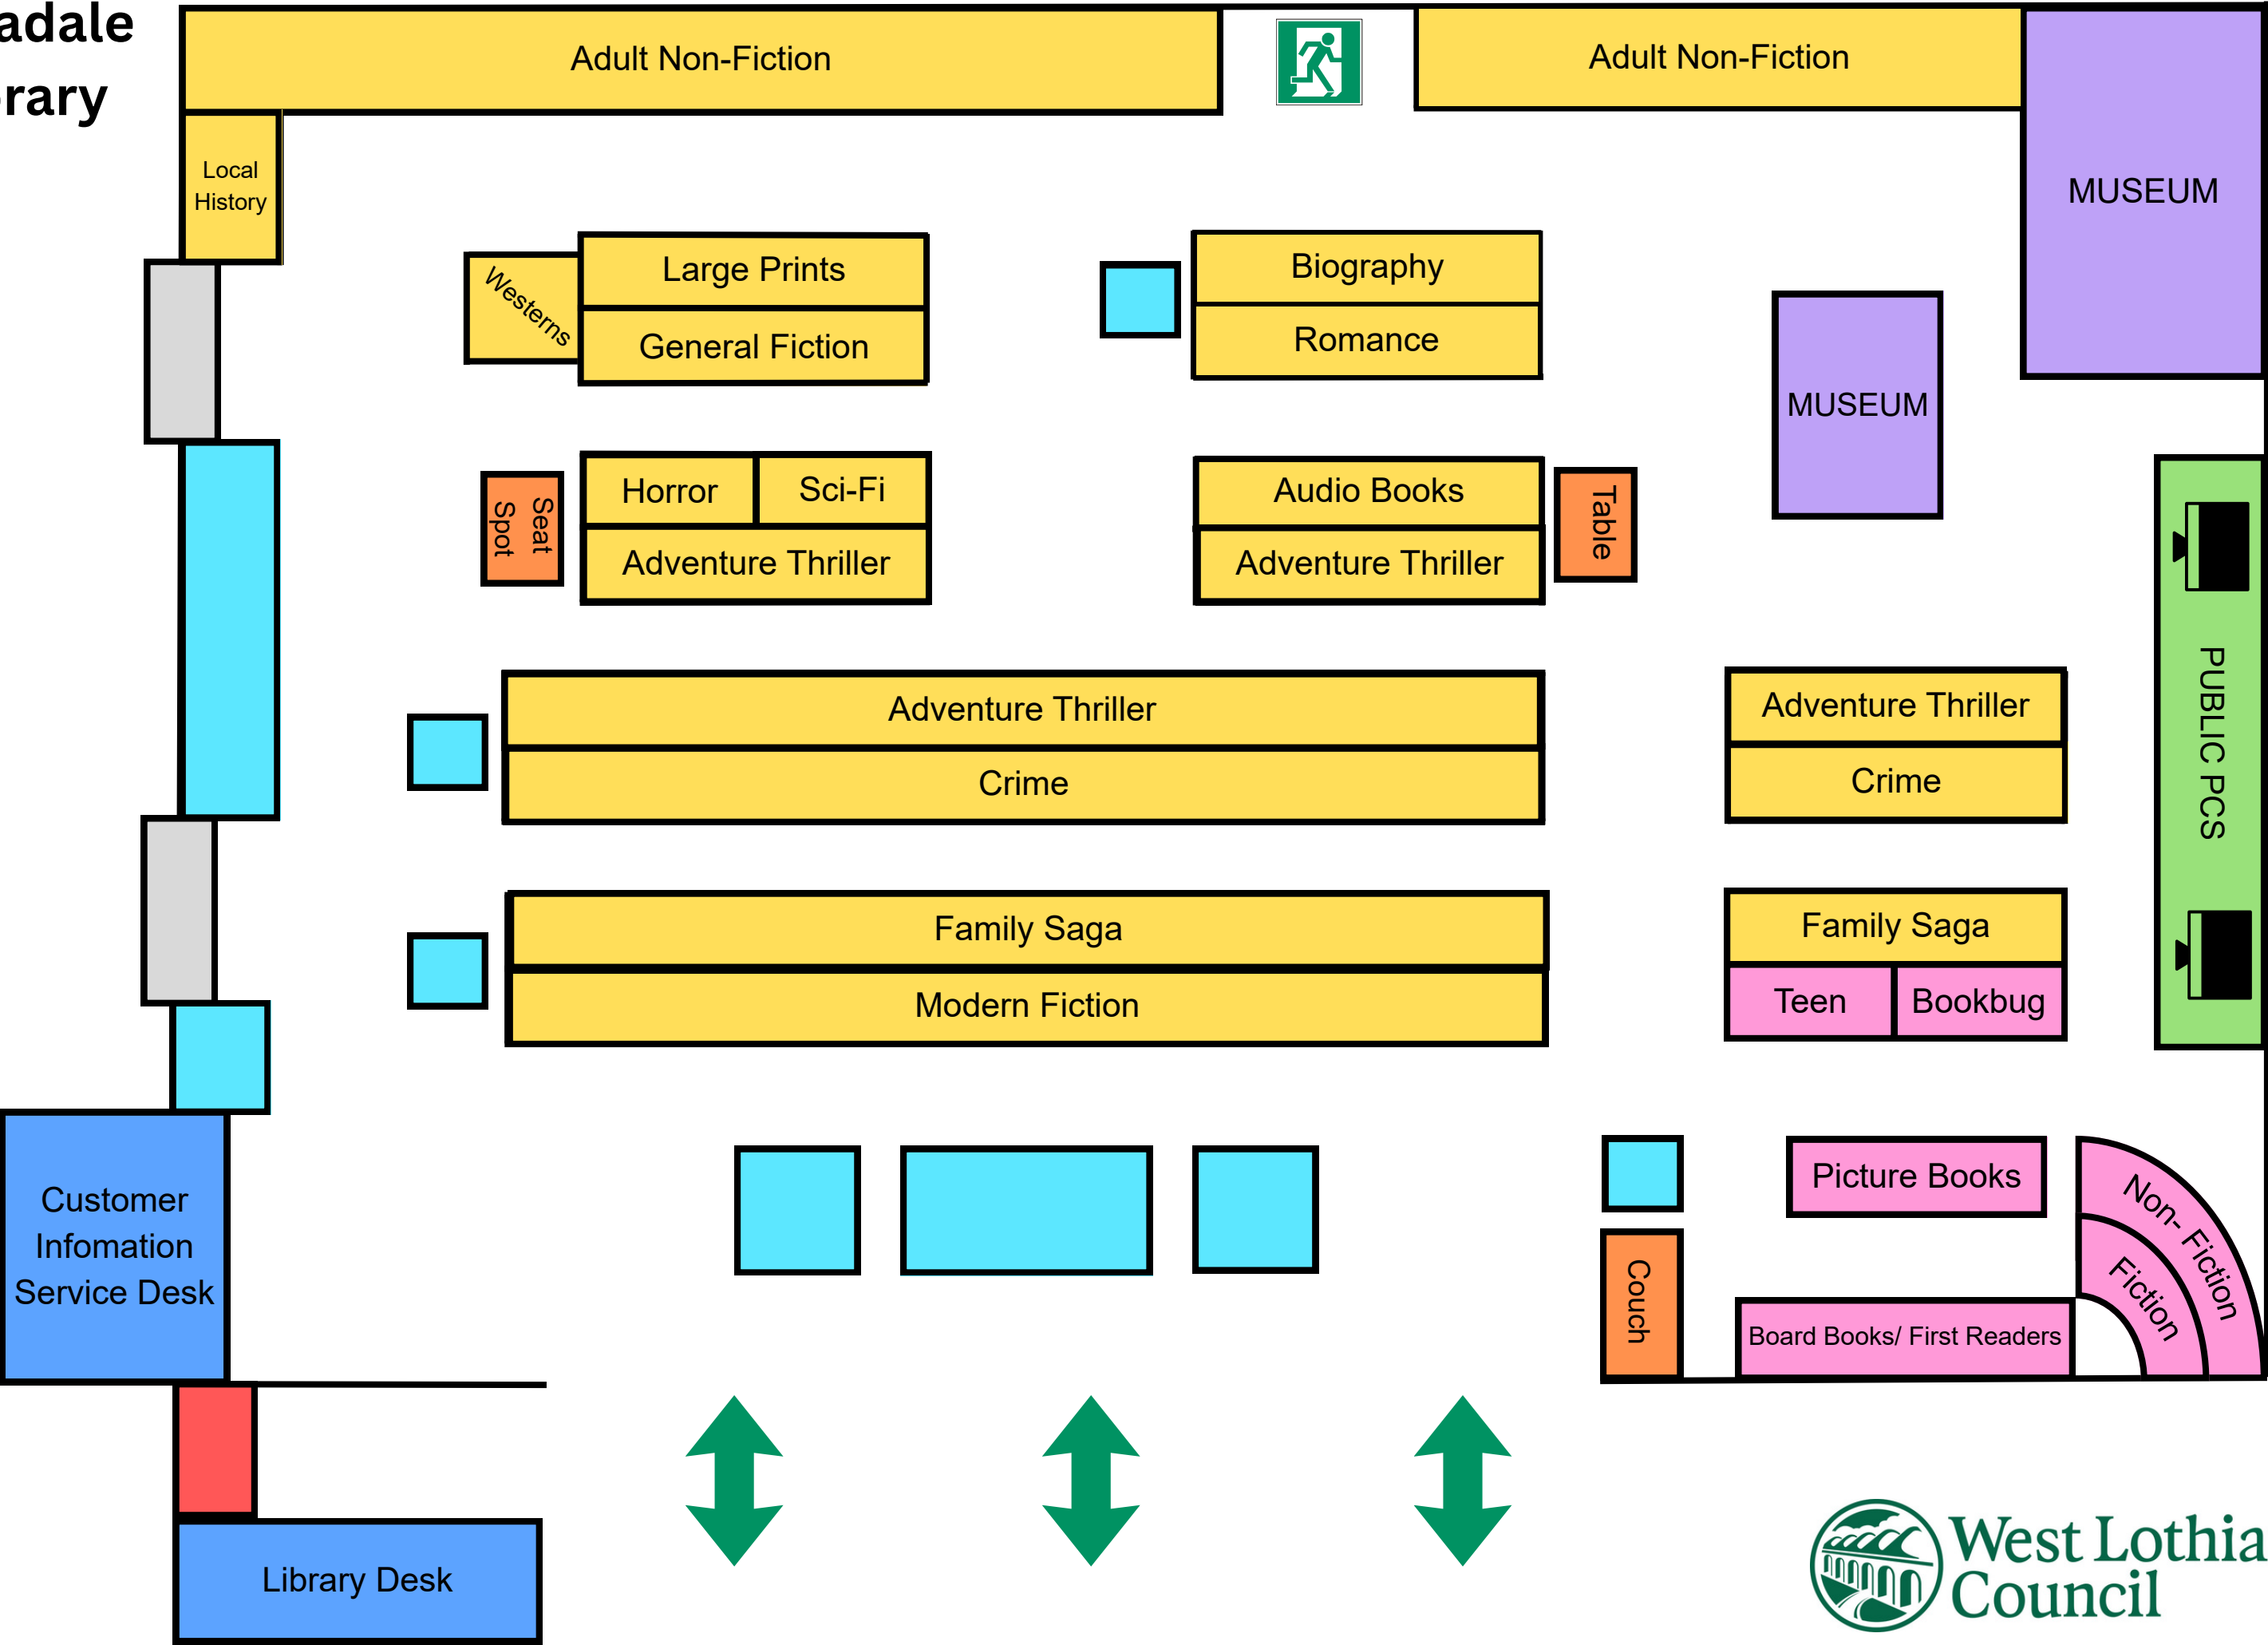 adale
rary
Adult Non-Fiction
Adult Non-Fiction
MUSEUM
Local
History
Westerns
Large Prints
General Fiction
Biography
Romance
MUSEUM
Horror
Sci-Fi
Adventure Thriller
Seat
Spot
Audio Books
Adventure Thriller
Table
Adventure Thriller
Crime
Adventure Thriller
Crime
PUBLIC PCS
Family Saga
Modern Fiction
Family Saga
Teen
Bookbug
Customer
Infomation
Service Desk
Picture Books
Non- Fiction
Fiction
Couch
Board Books/ First Readers
Library Desk
West Lothia
Council